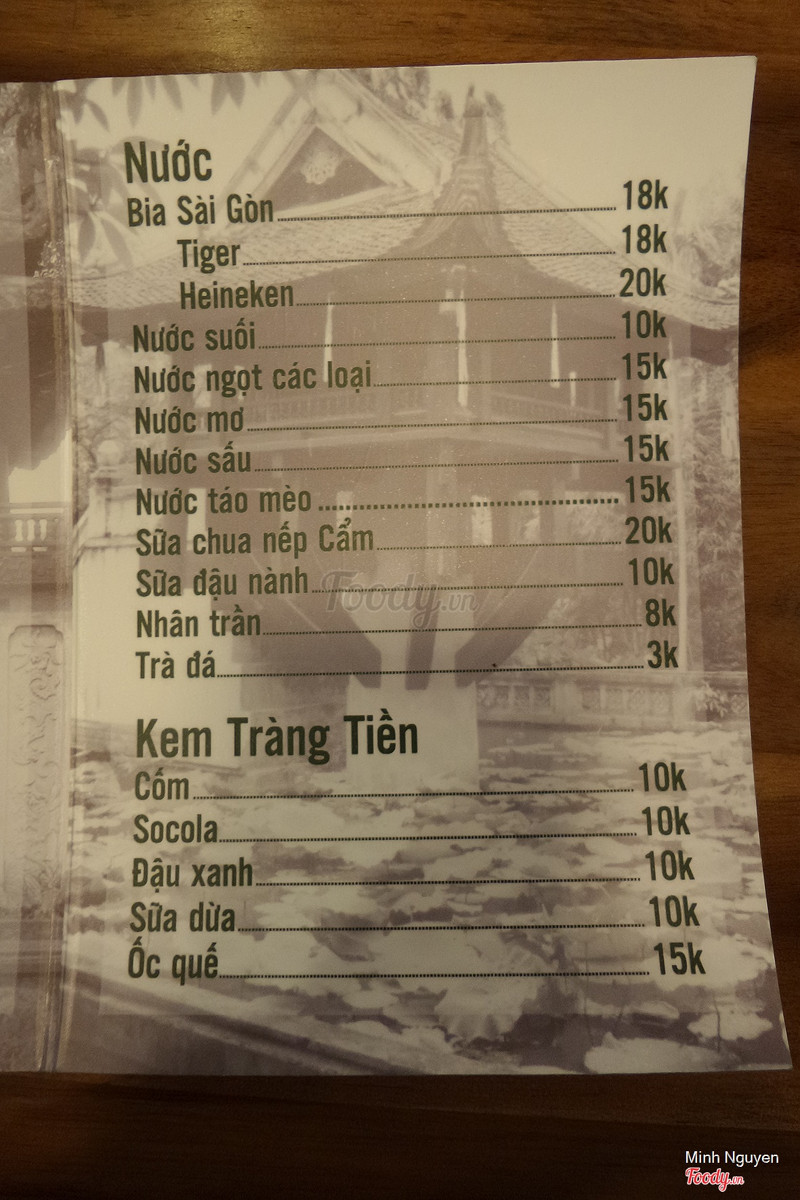 Nước
Bia Sài Gòn 18k
Tiger 18k
Heineken 20k
Nước suối 10k
Nước ngọt các loại 15k
Nước mơ 15k
Nước sấu 15k
Nước táo mèo 15k
Sữa chua nếp Cẩm 20k
Sữa đậu nành 10k
Foody.vn
Nhân trần 8k
Trà đá 3k
Kem Tràng Tiền
Cốm 10k
Socola 10k
Đậu xanh 10k
Sữa dừa 10k
Ốc quế 15k
Minh Nguyen
Foody.vn